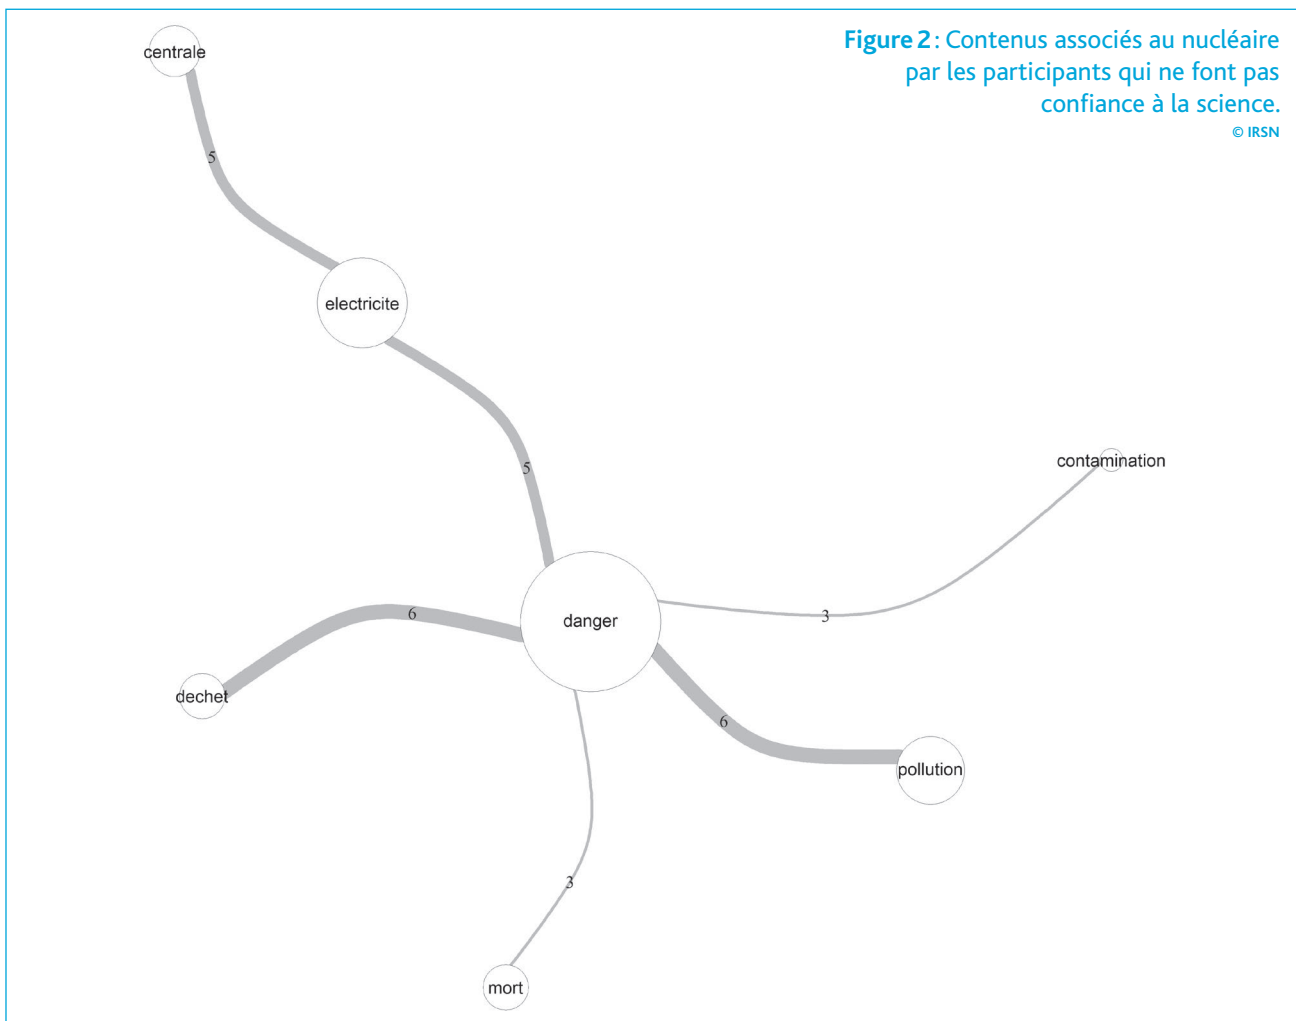 Figure 2 : Contenus associés au nucléaire
par les participants qui ne font pas
confiance à la science.
© IRSN
centrale
5
electricite
5
contamination
danger
3
6
dechet
6
pollution
3
mort